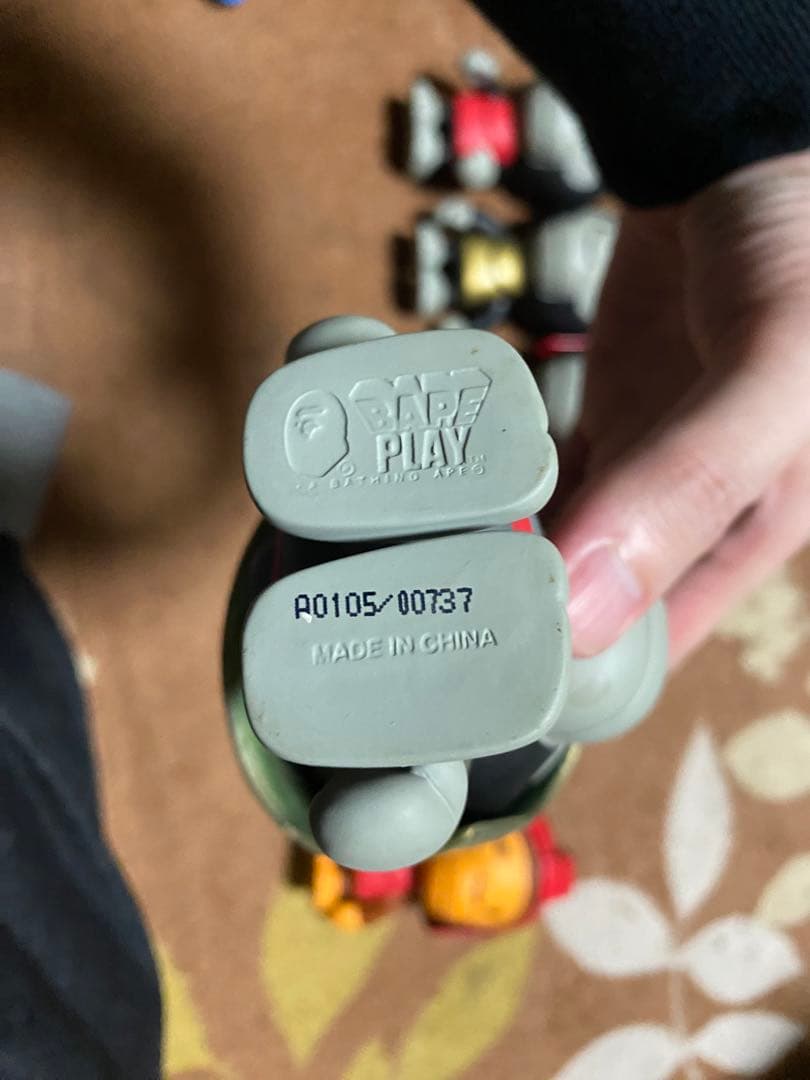 BAPE
PLAY
©A BATHING APE®
A0105/00737
MADE IN CHINA